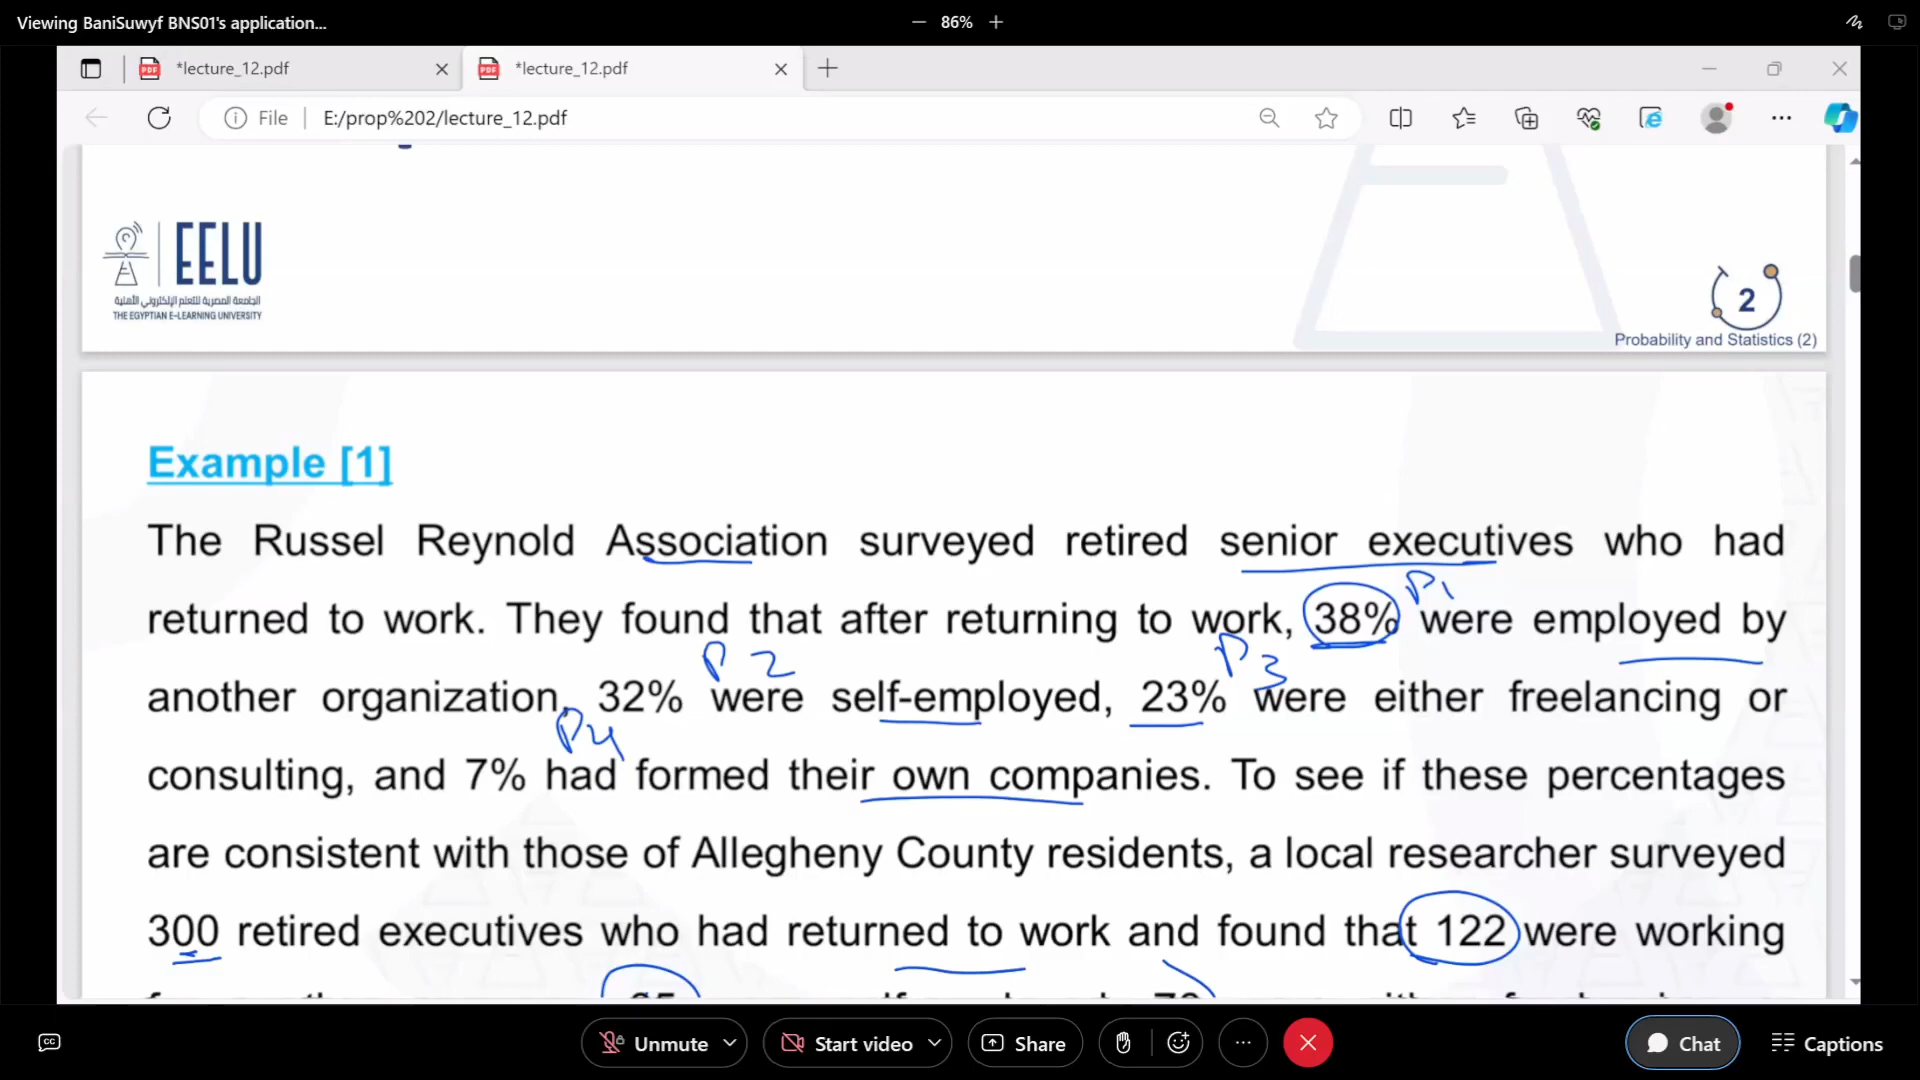 Viewing BaniSuwyf BNS01's application...
86%
*lecture_12.pdf
*lecture_12.pdf
File
E:/prop%202/lecture_12.pdf
EELU
الجامعة المصرية للتعلم الإلكتروني الأهلية
THE EGYPTIAN E-LEARNING UNIVERSITY
2
Probability and Statistics (2)
Example [1]
The Russel Reynold Association surveyed retired senior executives who had
P1
returned to work. They found that after returning to work, 38% were employed by
P2 P3
another organization, 32% were self-employed, 23% were either freelancing or
P4
consulting, and 7% had formed their own companies. To see if these percentages
are consistent with those of Allegheny County residents, a local researcher surveyed
300 retired executives who had returned to work and found that 122 were working
Unmute
Start video
Share
Chat
Captions